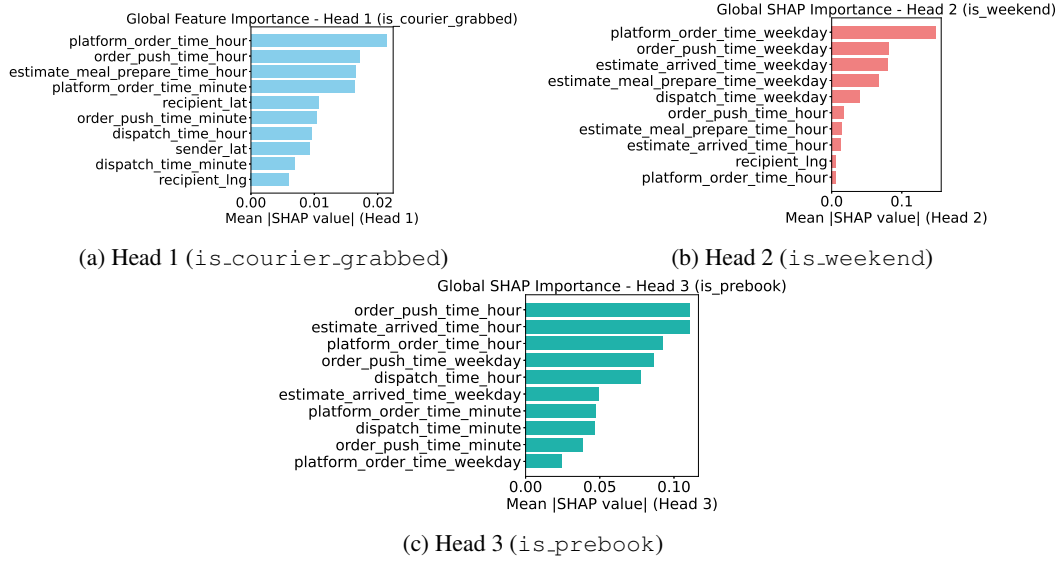 Global Feature Importance - Head 1 (is_courier_grabbed)
platform_order_time_hour
order_push_time_hour
estimate_meal_prepare_time_hour
platform_order_time_minute
recipient_lat
order_push_time_minute
dispatch_time_hour
sender_lat
dispatch_time_minute
recipient_lng
0.00 0.01 0.02
Mean |SHAP value| (Head 1)
(a) Head 1 (is_courier_grabbed)
Global SHAP Importance - Head 2 (is_weekend)
platform_order_time_weekday
order_push_time_weekday
estimate_arrived_time_weekday
estimate_meal_prepare_time_weekday
dispatch_time_weekday
order_push_time_hour
estimate_meal_prepare_time_hour
estimate_arrived_time_hour
recipient_lng
platform_order_time_hour
0.0 0.1
Mean |SHAP value| (Head 2)
(b) Head 2 (is_weekend)
Global SHAP Importance - Head 3 (is_prebook)
order_push_time_hour
estimate_arrived_time_hour
platform_order_time_hour
order_push_time_weekday
dispatch_time_hour
estimate_arrived_time_weekday
platform_order_time_minute
dispatch_time_minute
order_push_time_minute
platform_order_time_weekday
0.00 0.05 0.10
Mean |SHAP value| (Head 3)
(c) Head 3 (is_prebook)